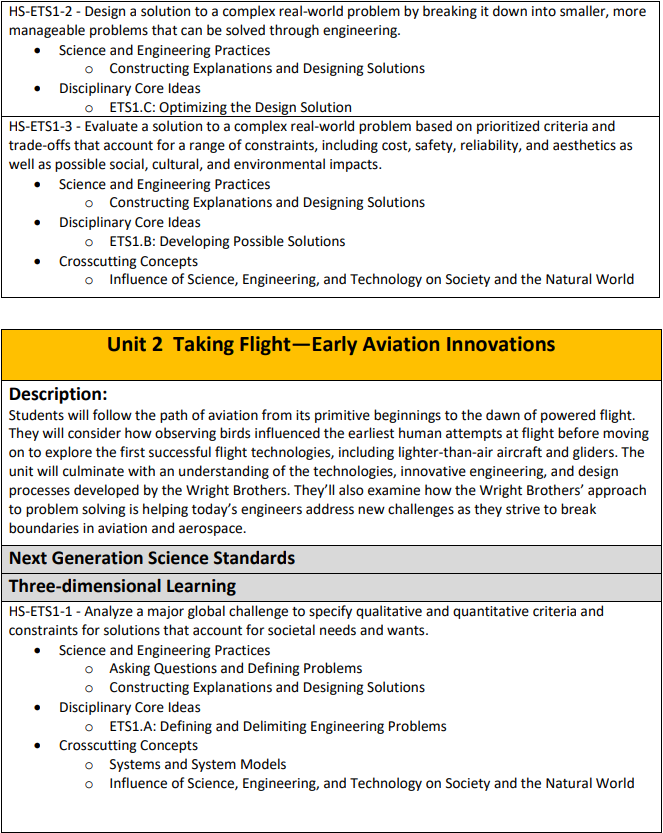 HS-ETS1-2 - Design a solution to a complex real-world problem by breaking it down into smaller, more
manageable problems that can be solved through engineering.
• Science and Engineering Practices
o Constructing Explanations and Designing Solutions
• Disciplinary Core Ideas
o ETS1.C: Optimizing the Design Solution
HS-ETS1-3 - Evaluate a solution to a complex real-world problem based on prioritized criteria and
trade-offs that account for a range of constraints, including cost, safety, reliability, and aesthetics as
well as possible social, cultural, and environmental impacts.
• Science and Engineering Practices
o Constructing Explanations and Designing Solutions
• Disciplinary Core Ideas
o ETS1.B: Developing Possible Solutions
• Crosscutting Concepts
o Influence of Science, Engineering, and Technology on Society and the Natural World
Unit 2 Taking Flight—Early Aviation Innovations
Description:
Students will follow the path of aviation from its primitive beginnings to the dawn of powered flight.
They will consider how observing birds influenced the earliest human attempts at flight before moving
on to explore the first successful flight technologies, including lighter-than-air aircraft and gliders. The
unit will culminate with an understanding of the technologies, innovative engineering, and design
processes developed by the Wright Brothers. They’ll also examine how the Wright Brothers’ approach
to problem solving is helping today’s engineers address new challenges as they strive to break
boundaries in aviation and aerospace.
Next Generation Science Standards
Three-dimensional Learning
HS-ETS1-1 - Analyze a major global challenge to specify qualitative and quantitative criteria and
constraints for solutions that account for societal needs and wants.
• Science and Engineering Practices
o Asking Questions and Defining Problems
o Constructing Explanations and Designing Solutions
• Disciplinary Core Ideas
o ETS1.A: Defining and Delimiting Engineering Problems
• Crosscutting Concepts
o Systems and System Models
o Influence of Science, Engineering, and Technology on Society and the Natural World